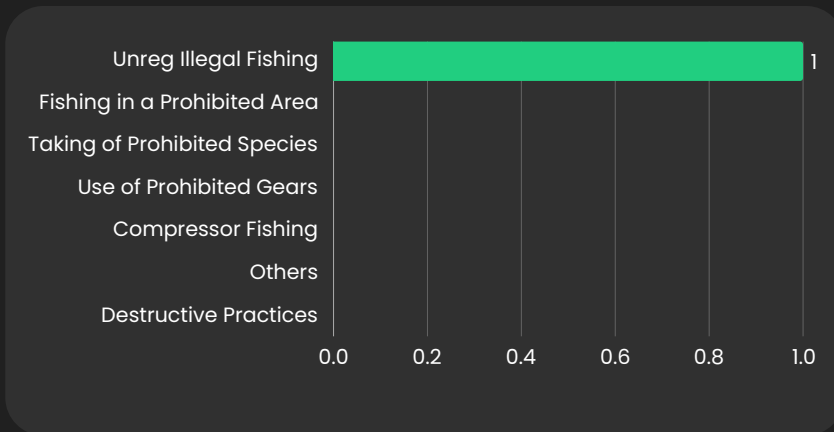 Unreg Illegal Fishing
1
Fishing in a Prohibited Area
Taking of Prohibited Species
Use of Prohibited Gears
Compressor Fishing
Others
Destructive Practices
0.0 0.2 0.4 0.6 0.8 1.0